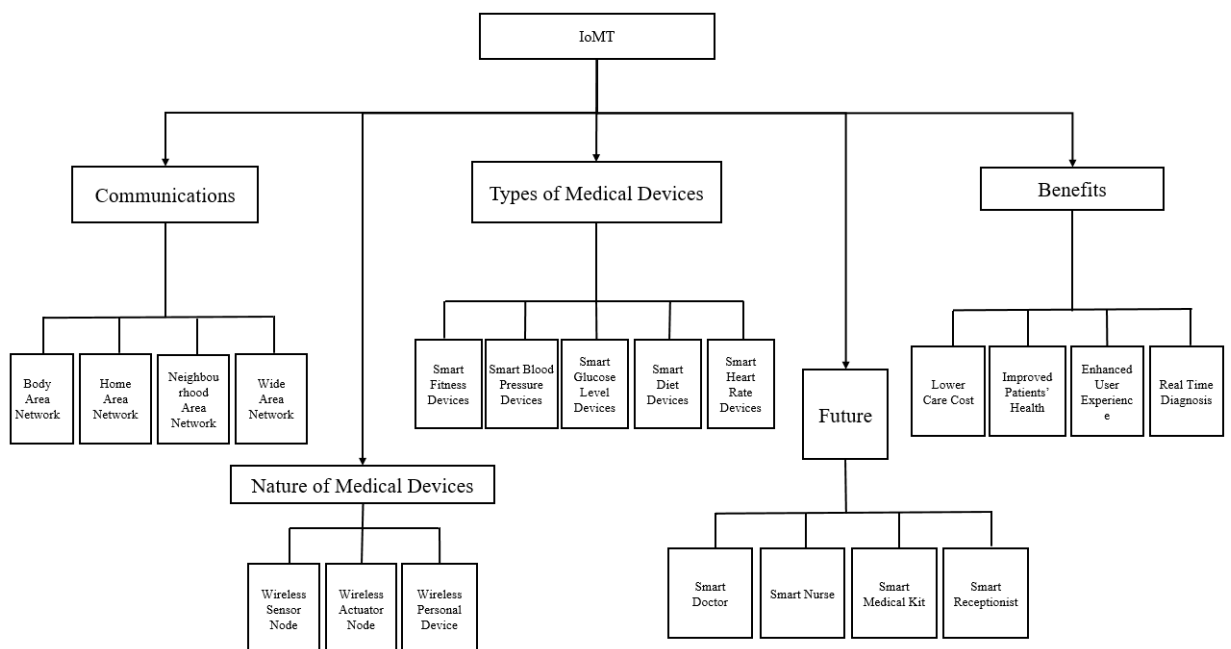 IoMT
Communications
Types of Medical Devices
Benefits
Body
Area
Network
Home
Area
Network
Neighbou
rhood
Area
Network
Wide
Area
Network
Smart
Fitness
Devices
Smart Blood
Pressure
Devices
Smart
Glucose
Level
Devices
Smart
Diet
Devices
Smart
Heart
Rate
Devices
Future
Lower
Care Cost
Improved
Patients'
Health
Enhanced
User
Experienc
e
Real Time
Diagnosis
Nature of Medical Devices
Wireless
Sensor
Node
Wireless
Actuator
Node
Wireless
Personal
Device
Smart
Doctor
Smart Nurse
Smart
Medical Kit
Smart
Receptionist